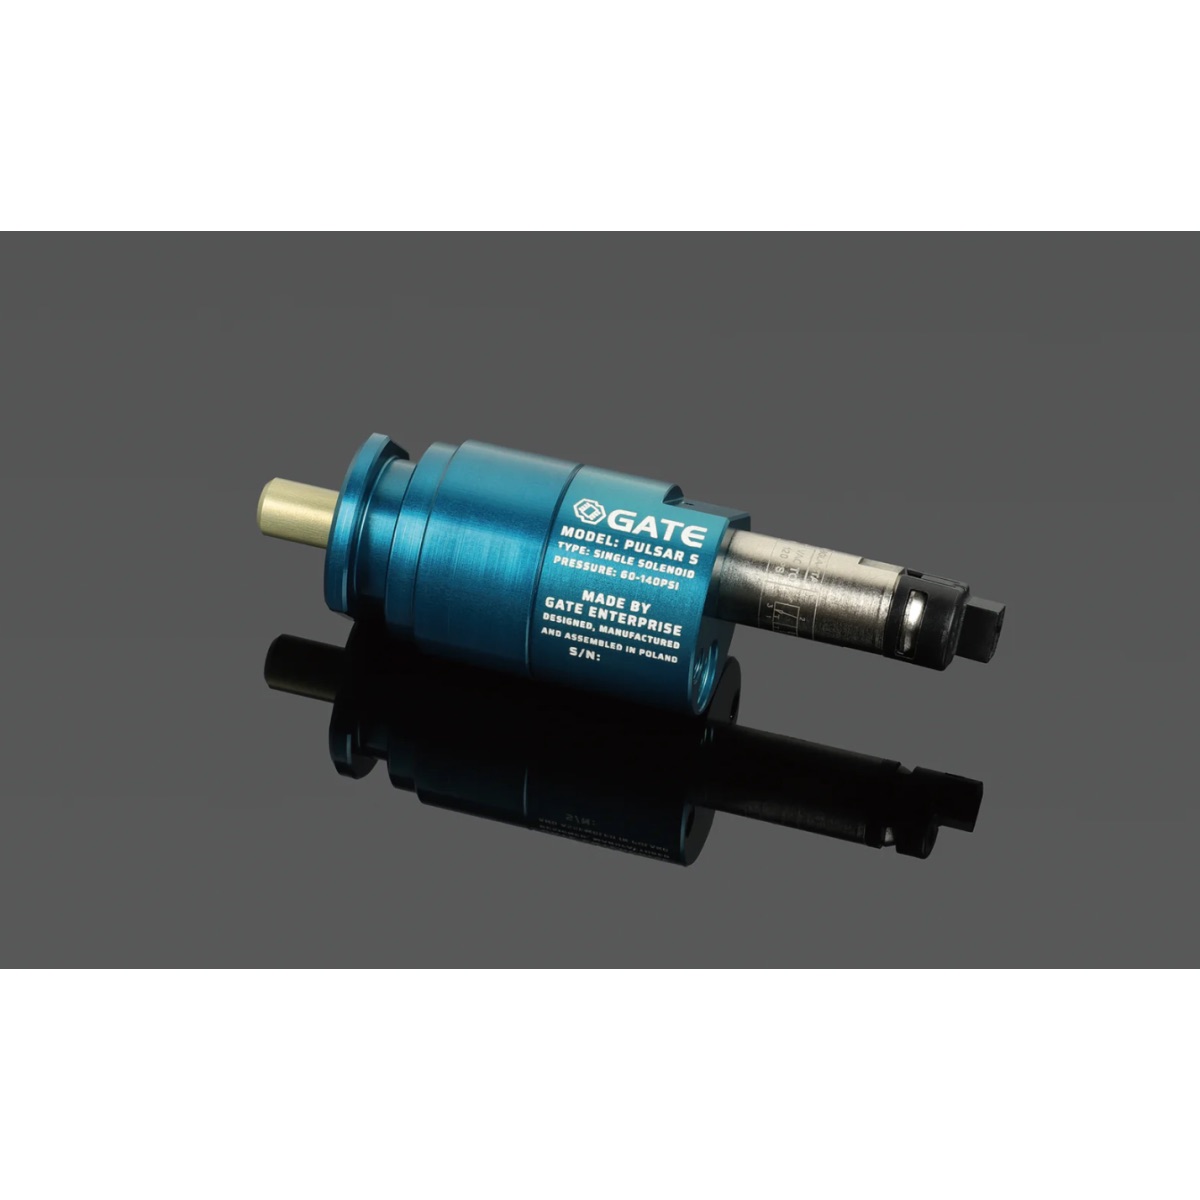 GATE
MODEL: PULSAR S
TYPE: SINGLE SOLENOID
PRESSURE: 60-140PSI
MADE BY
GATE ENTERPRISE
DESIGNED, MANUFACTURED
AND ASSEMBLED IN POLAND
S/N: